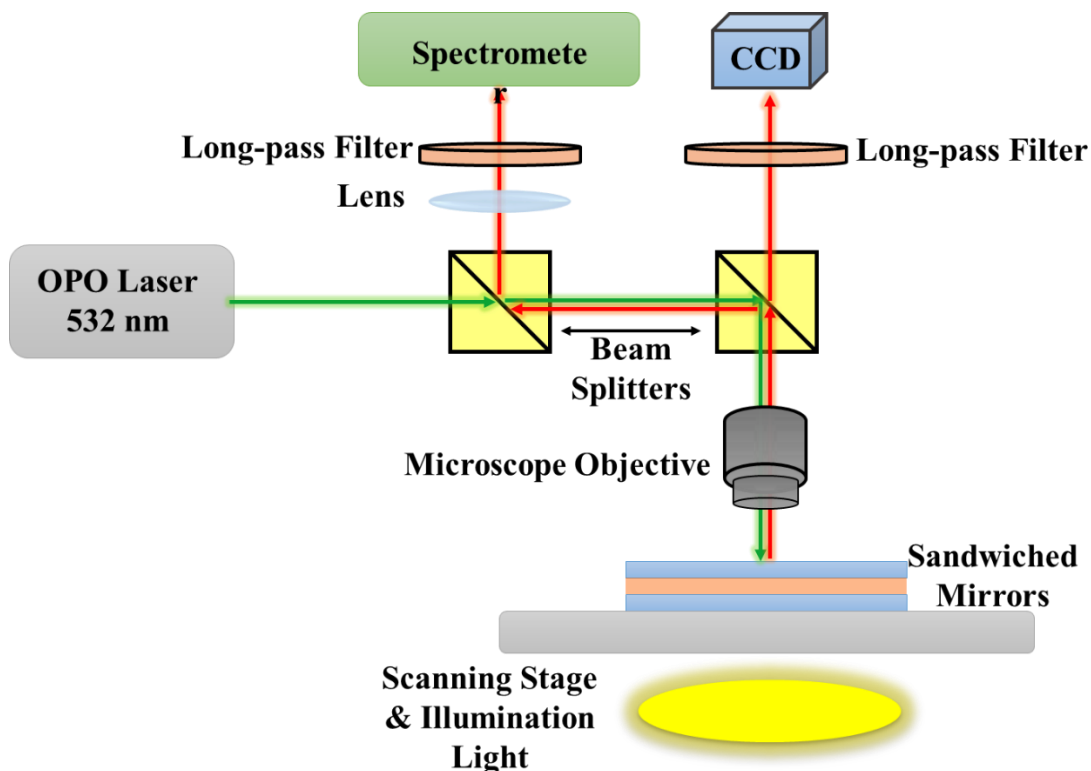 Spectromete
r
CCD
Long-pass Filter
Long-pass Filter
Lens
OPO Laser
532 nm
Beam
Splitters
Microscope Objective
Sandwiched
Mirrors
Scanning Stage
& Illumination
Light